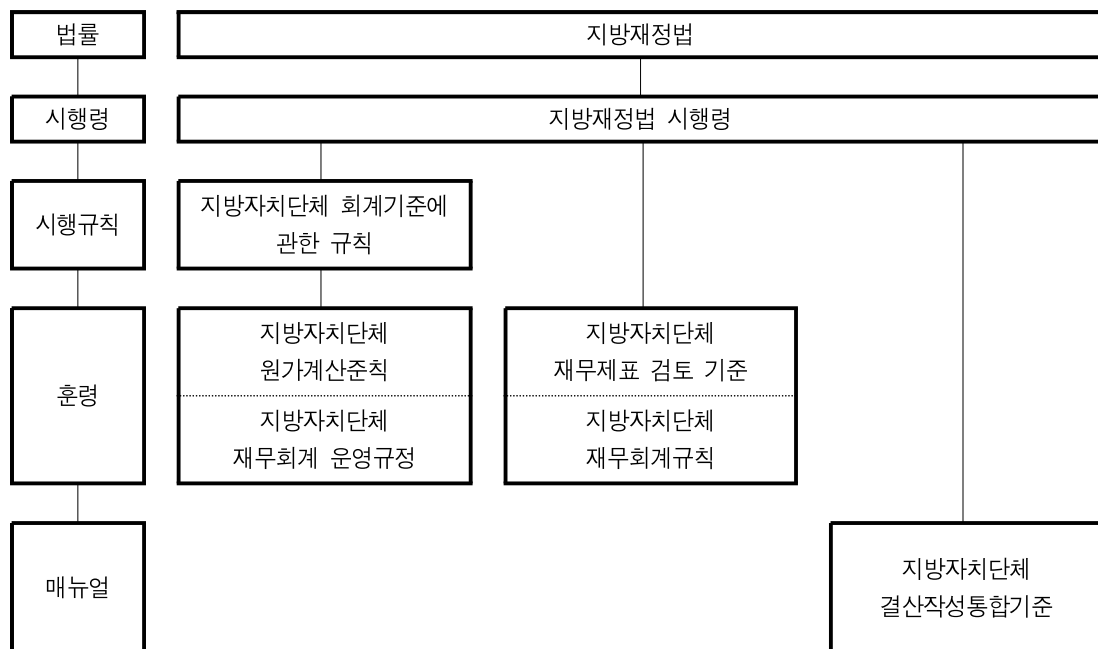 법률
지방재정법
시행령
지방재정법 시행령
시행규칙
지방자치단체 회계기준에
관한 규칙
훈령
지방자치단체
원가계산준칙
지방자치단체
재무회계 운영규정
지방자치단체
재무제표 검토 기준
지방자치단체
재무회계규칙
매뉴얼
지방자치단체
결산작성통합기준